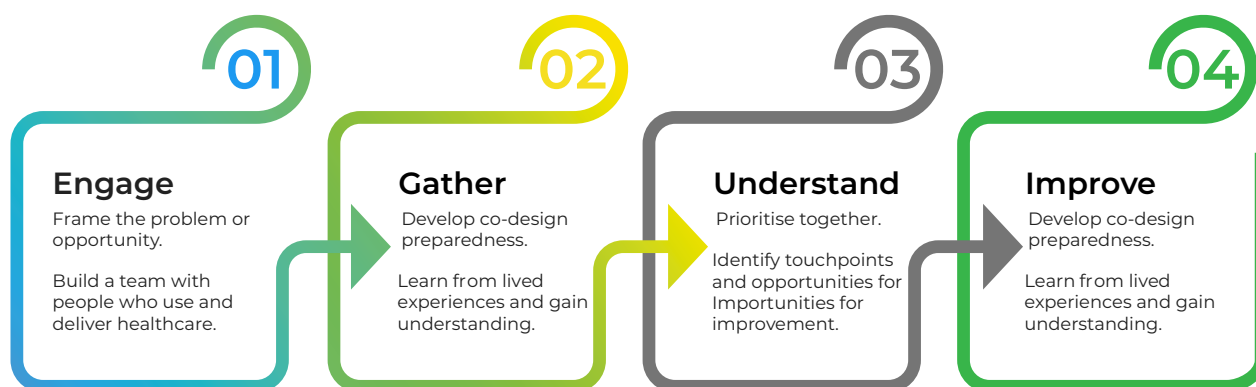 01
Engage
Frame the problem or
opportunity.
Build a team with
people who use and
deliver healthcare.
02
Gather
Develop co-design
preparedness.
Learn from lived
experiences and gain
understanding.
03
Understand
Prioritise together.
Identify touchpoints
and opportunities for
Importunities for
improvement.
04
Improve
Develop co-design
preparedness.
Learn from lived
experiences and gain
understanding.